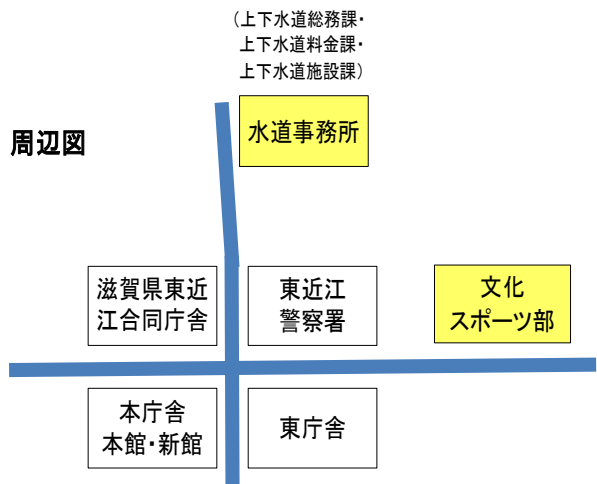 (上下水道総務課・
上下水道料金課・
上下水道施設課)
水道事務所
周辺図
滋賀県東近
江合同庁舎
東近江
警察署
文化
スポーツ部
本庁舎
本館・新館
東庁舎